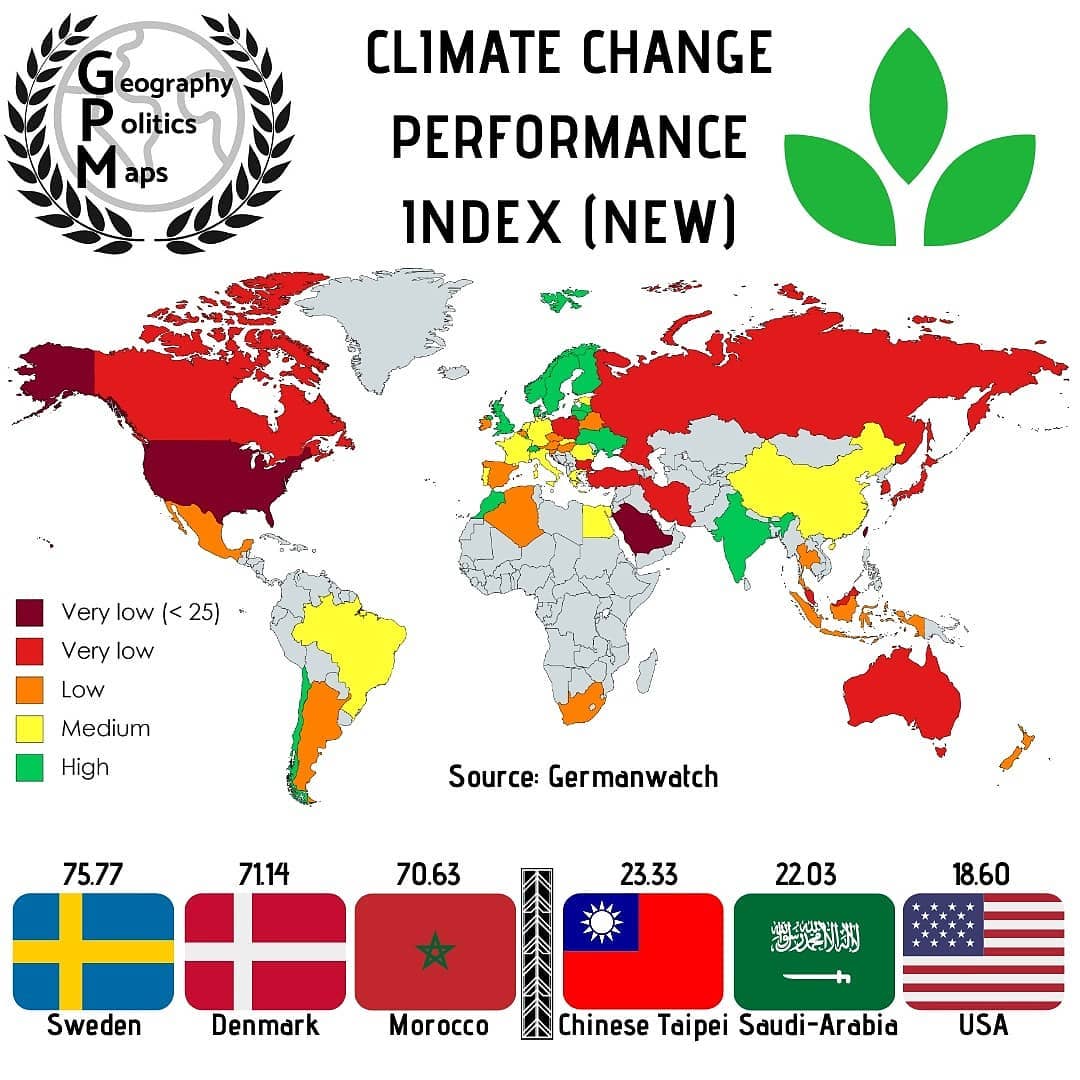 Geography
Politics
Maps
CLIMATE CHANGE
PERFORMANCE
INDEX (NEW)
Very low (< 25)
Very low
Low
Medium
High
Source: Germanwatch
75.77
71.14
70.63
23.33
22.03
18.60
Sweden
Denmark
Morocco
Chinese Taipei
Saudi-Arabia
USA